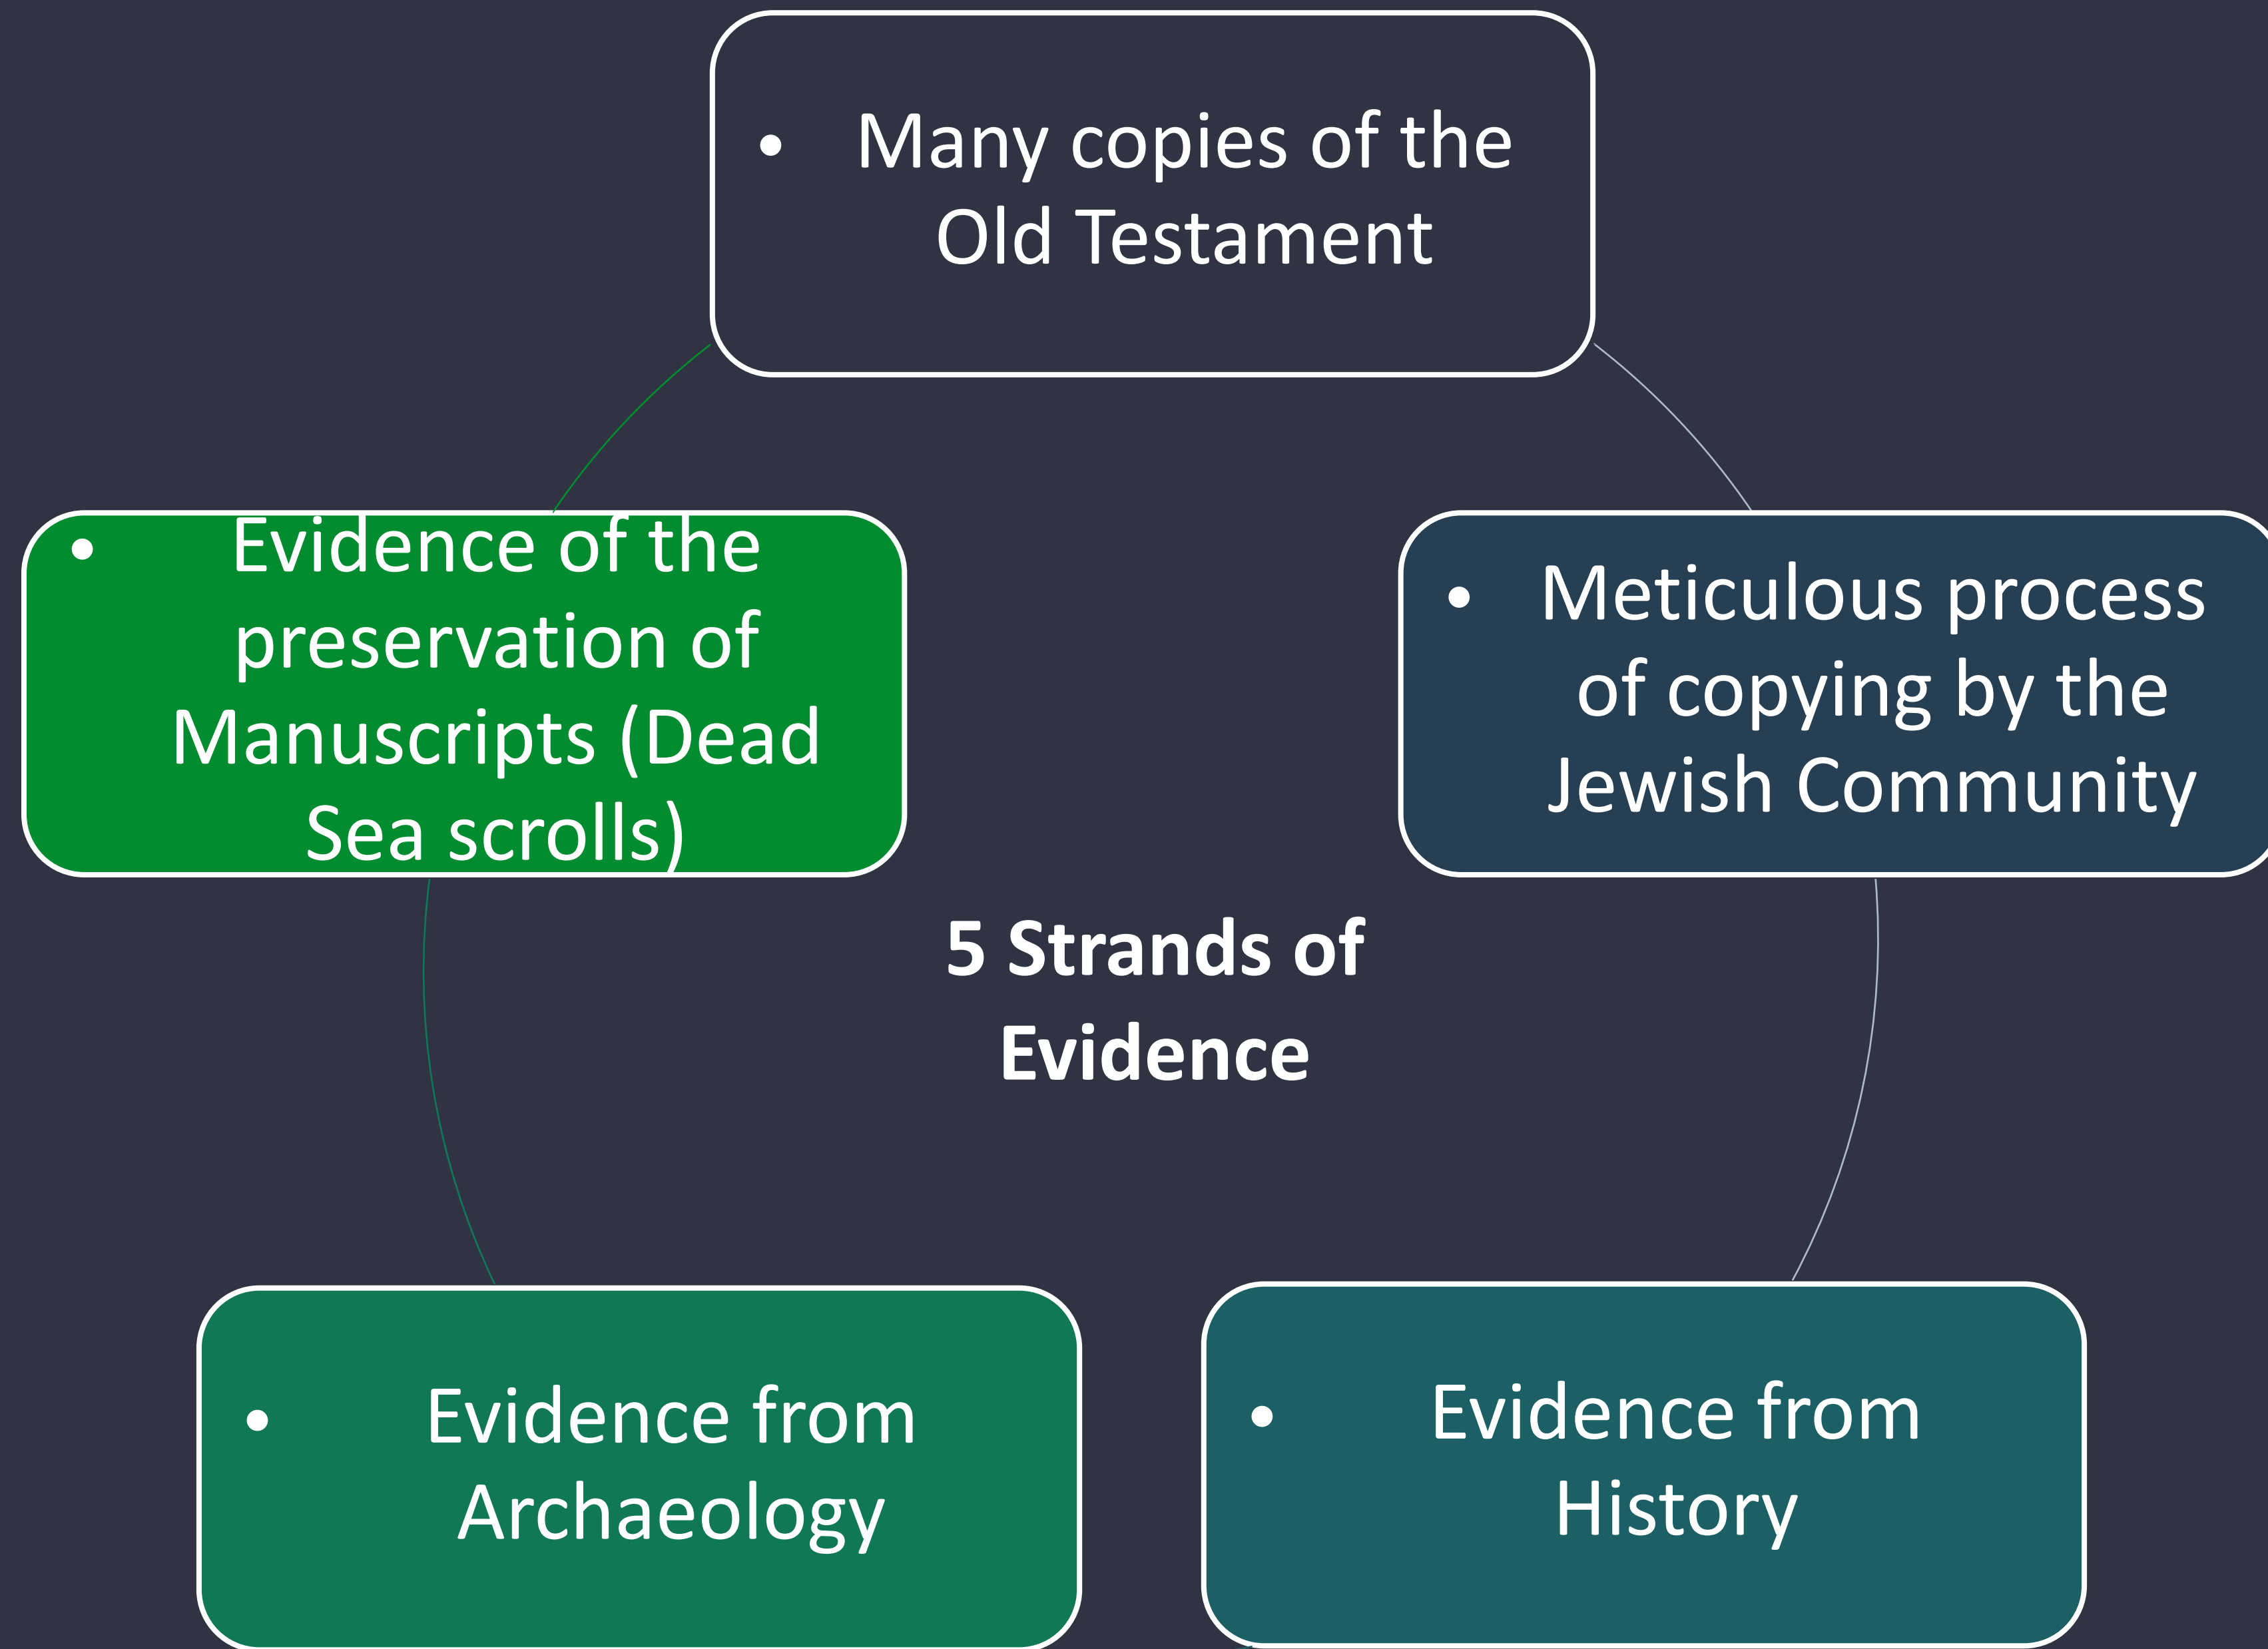 • Many copies of the
Old Testament
• Evidence of the
preservation of
Manuscripts (Dead
Sea scrolls)
• Meticulous process
of copying by the
Jewish Community
5 Strands of
Evidence
• Evidence from
Archaeology
• Evidence from
History